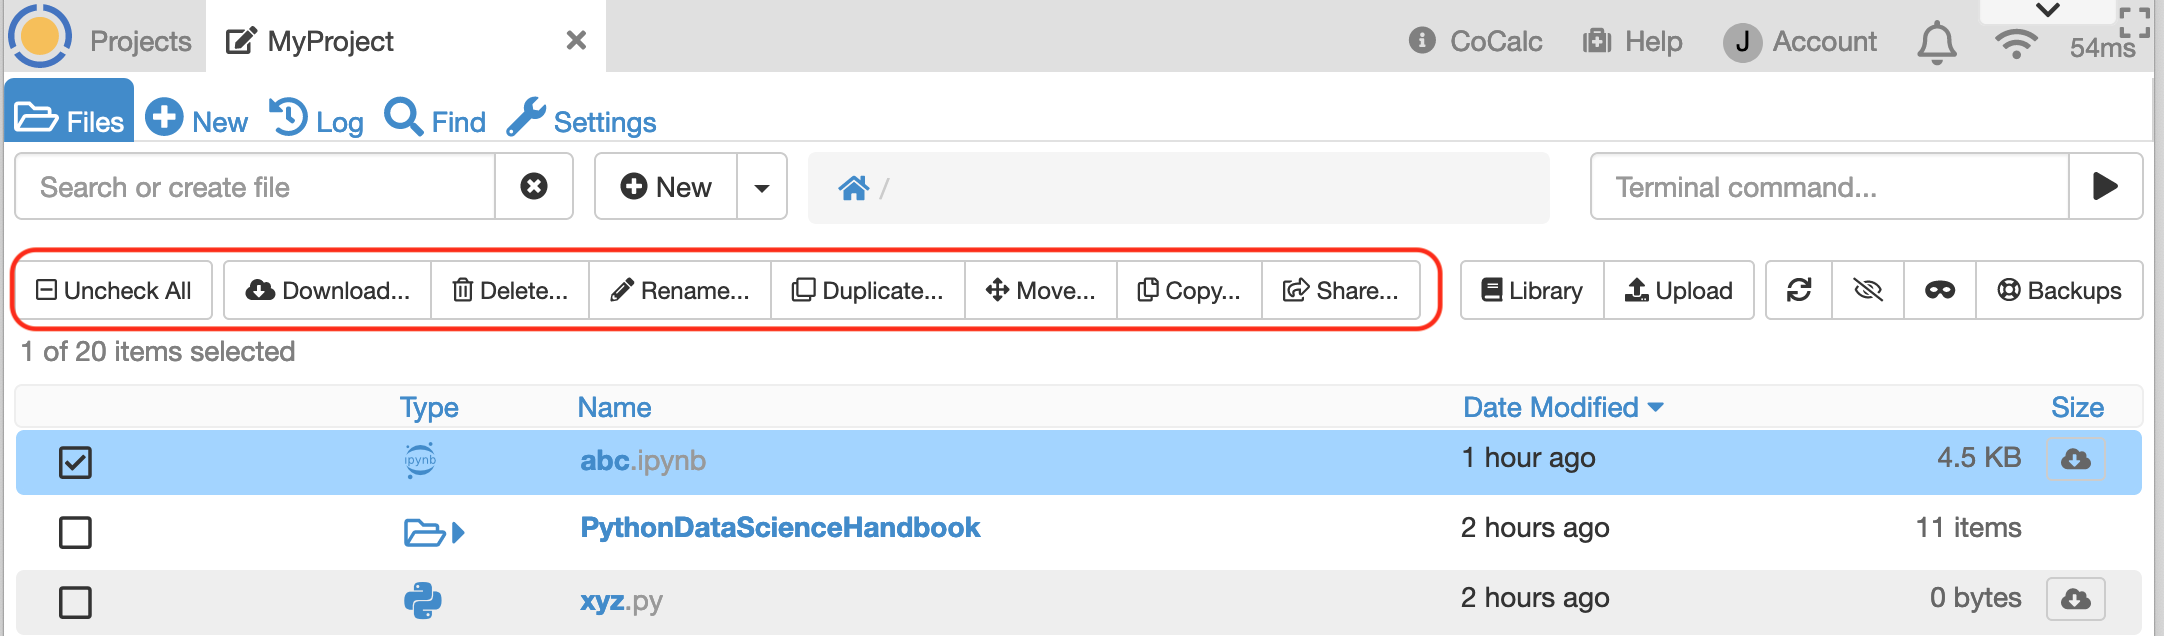 Projects MyProject CoCalc Help J Account 54ms
Files New Log Find Settings
Search or create file New / Terminal command...
Uncheck All Download... Delete... Rename... Duplicate... Move... Copy... Share... Library Upload Backups
1 of 20 items selected
Type Name Date Modified Size
ipynb abc.ipynb 1 hour ago 4.5 KB
PythonDataScienceHandbook 2 hours ago 11 items
xyz.py 2 hours ago 0 bytes